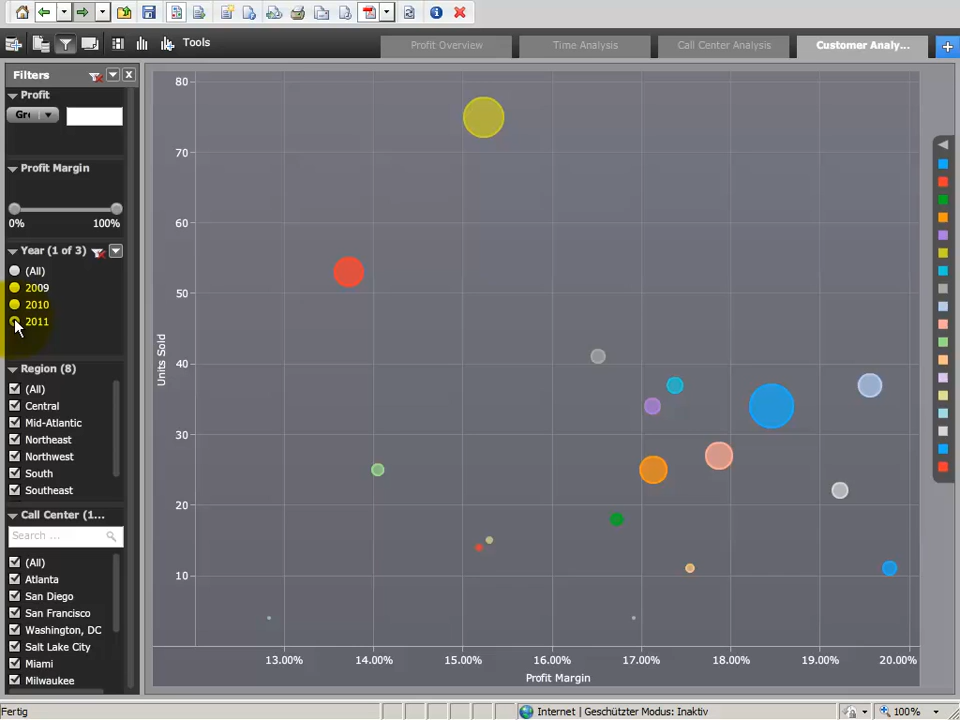 Tools
Profit Overview
Time Analysis
Call Center Analysis
Customer Analy...
Filters
Profit
Gr
Profit Margin
0%
100%
Year (1 of 3)
(All)
2009
2010
2011
Region (8)
(All)
Central
Mid-Atlantic
Northeast
Northwest
South
Southeast
Call Center (1...
Search ...
(All)
Atlanta
San Diego
San Francisco
Washington, DC
Salt Lake City
Miami
Milwaukee
80
70
60
50
40
30
20
10
Units Sold
13.00%
14.00%
15.00%
16.00%
17.00%
18.00%
19.00%
20.00%
Profit Margin
Fertig
Internet | Geschützter Modus: Inaktiv
100%